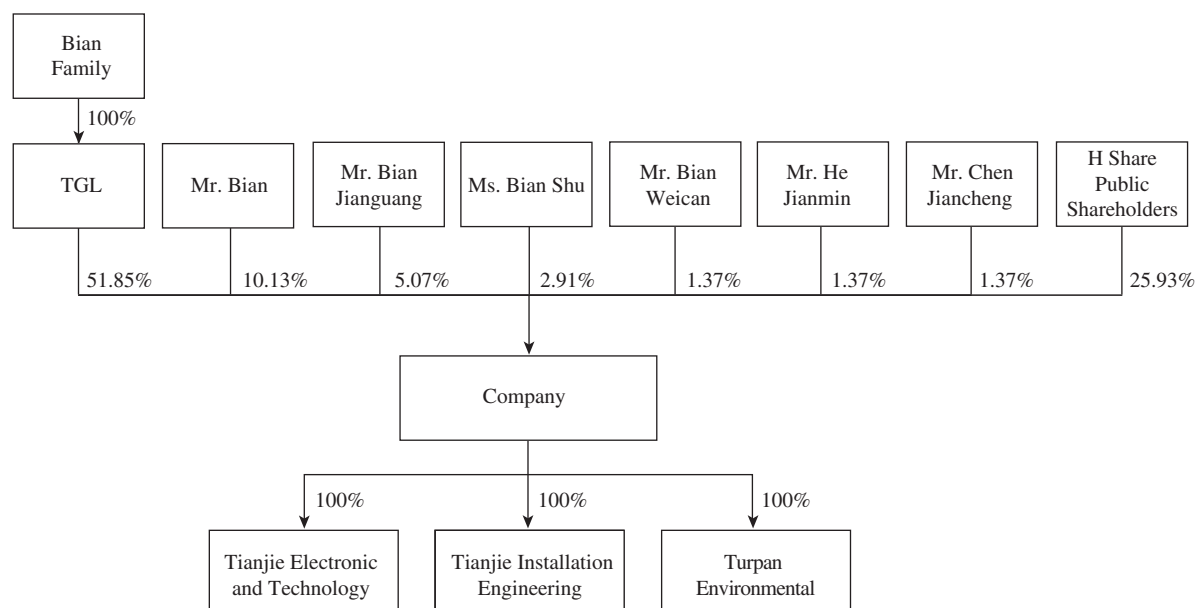 Bian
Family
100%
TGL
Mr. Bian
Mr. Bian
Jianguang
Ms. Bian Shu
Mr. Bian
Weican
Mr. He
Jianmin
Mr. Chen
Jiancheng
H Share
Public
Shareholders
51.85%
10.13%
5.07%
2.91%
1.37%
1.37%
1.37%
25.93%
Company
100%
100%
100%
Tianjie Electronic
and Technology
Tianjie Installation
Engineering
Turpan
Environmental